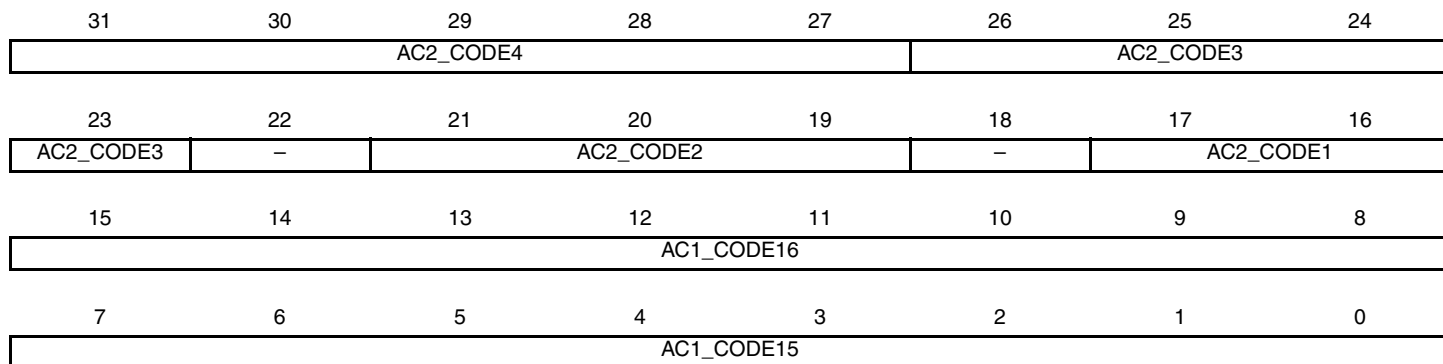 31 30 29 28 27 26 25 24
AC2_CODE4 AC2_CODE3
23 22 21 20 19 18 17 16
AC2_CODE3 – AC2_CODE2 – AC2_CODE1
15 14 13 12 11 10 9 8
AC1_CODE16
7 6 5 4 3 2 1 0
AC1_CODE15